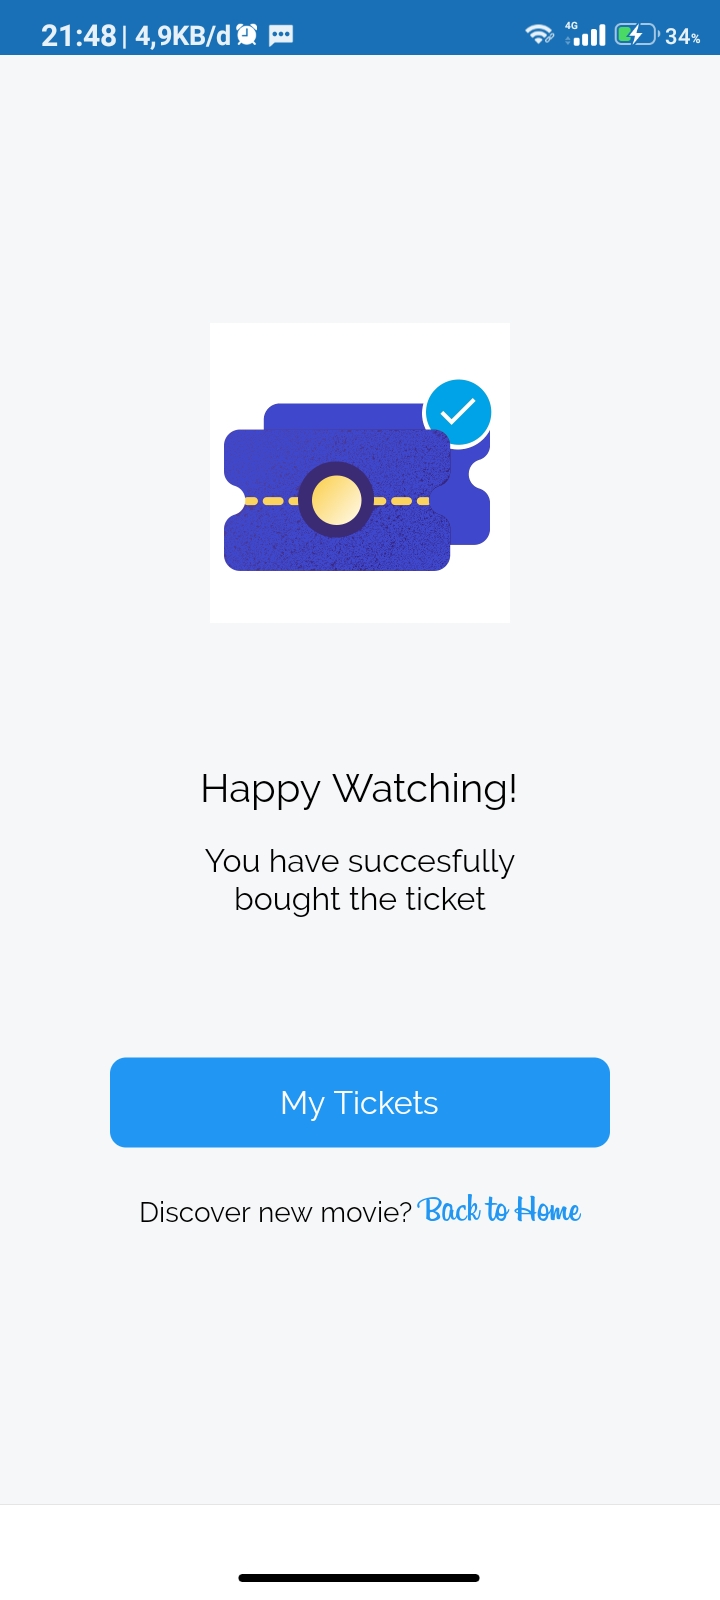 21:48 | 4,9KB/d 4G 34%
Happy Watching!
You have succesfully
bought the ticket
My Tickets
Discover new movie? Back to Home